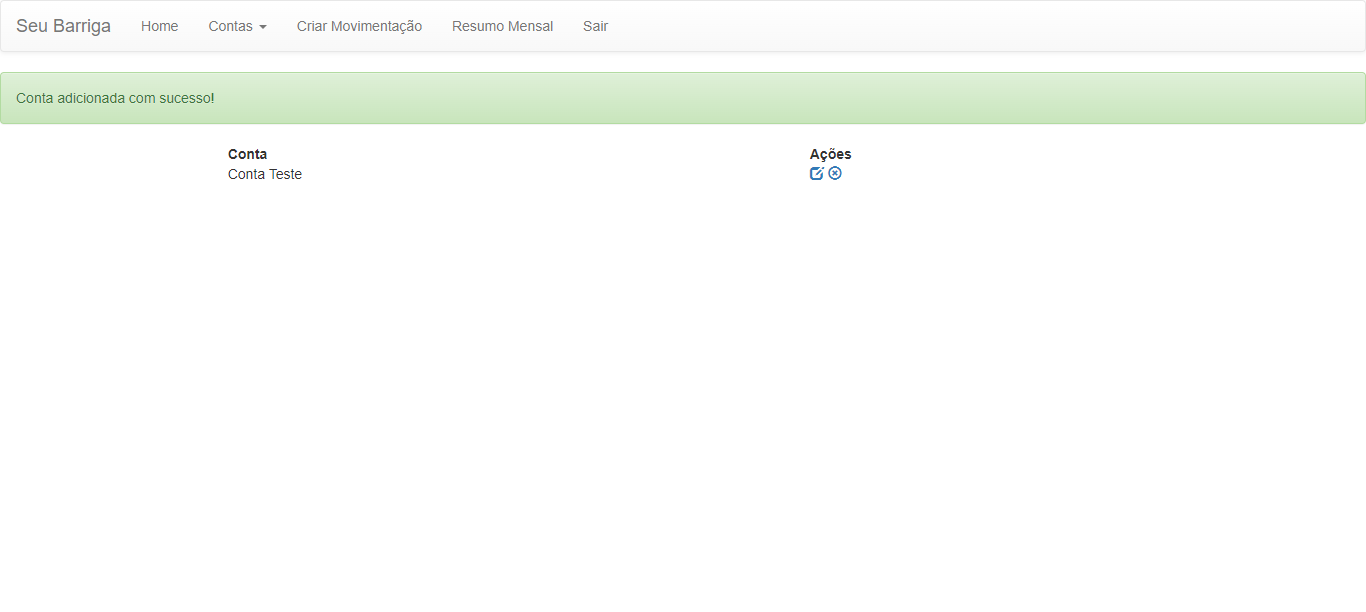 Seu Barriga Home Contas Criar Movimentação Resumo Mensal Sair
Conta adicionada com sucesso!
Conta Ações
Conta Teste